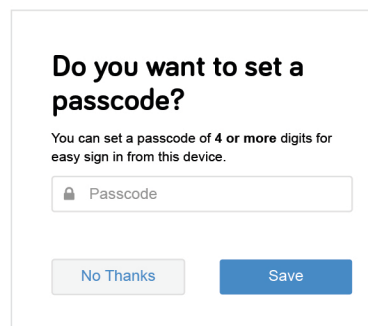 Do you want to set a
passcode?
You can set a passcode of 4 or more digits for
easy sign in from this device.
Passcode
No Thanks
Save